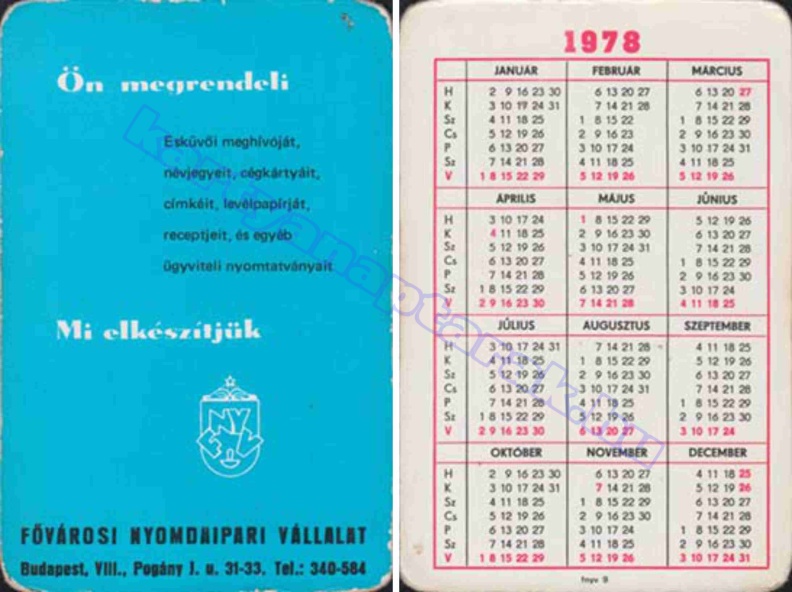 Ön megrendeli
Esküvői meghívóját,
névjegyeit, cégkártyáit,
címkéit, levélpapírját,
receptjeit, és egyéb
ügyviteli nyomtatványait
Mi elkészítjük
NY
FŐVÁROSI NYOMDAIPARI VÁLLALAT
Budapest, VIII., Pogány J. u. 31-33. Tel.: 340-584
kartyanaptarak.hu
1978
JANUÁR FEBRUÁR MÁRCIUS
H 2 9 16 23 30 6 13 20 27 6 13 20 27
K 3 10 17 24 31 7 14 21 28 7 14 21 28
Sz 4 11 18 25 1 8 15 22 1 8 15 22 29
Cs 5 12 19 26 2 9 16 23 2 9 16 23 30
P 6 13 20 27 3 10 17 24 3 10 17 24 31
Sz 7 14 21 28 4 11 18 25 4 11 18 25
V 1 8 15 22 29 5 12 19 26 5 12 19 26
ÁPRILIS MÁJUS JÚNIUS
H 3 10 17 24 1 8 15 22 29 5 12 19 26
K 4 11 18 25 2 9 16 23 30 6 13 20 27
Sz 5 12 19 26 3 10 17 24 31 7 14 21 28
Cs 6 13 20 27 4 11 18 25 1 8 15 22 29
P 7 14 21 28 5 12 19 26 2 9 16 23 30
Sz 1 8 15 22 29 6 13 20 27 3 10 17 24
V 2 9 16 23 30 7 14 21 28 4 11 18 25
JÚLIUS AUGUSZTUS SZEPTEMBER
H 3 10 17 24 31 7 14 21 28 4 11 18 25
K 4 11 18 25 1 8 15 22 29 5 12 19 26
Sz 5 12 19 26 2 9 16 23 30 6 13 20 27
Cs 6 13 20 27 3 10 17 24 31 7 14 21 28
P 7 14 21 28 4 11 18 25 1 8 15 22 29
Sz 1 8 15 22 29 5 12 19 26 2 9 16 23 30
V 2 9 16 23 30 6 13 20 27 3 10 17 24
OKTÓBER NOVEMBER DECEMBER
H 2 9 16 23 30 6 13 20 27 4 11 18 25
K 3 10 17 24 31 7 14 21 28 5 12 19 26
Sz 4 11 18 25 1 8 15 22 29 6 13 20 27
Cs 5 12 19 26 2 9 16 23 30 7 14 21 28
P 6 13 20 27 3 10 17 24 1 8 15 22 29
Sz 7 14 21 28 4 11 18 25 2 9 16 23 30
V 1 8 15 22 29 5 12 19 26 3 10 17 24 31
fnyv 9